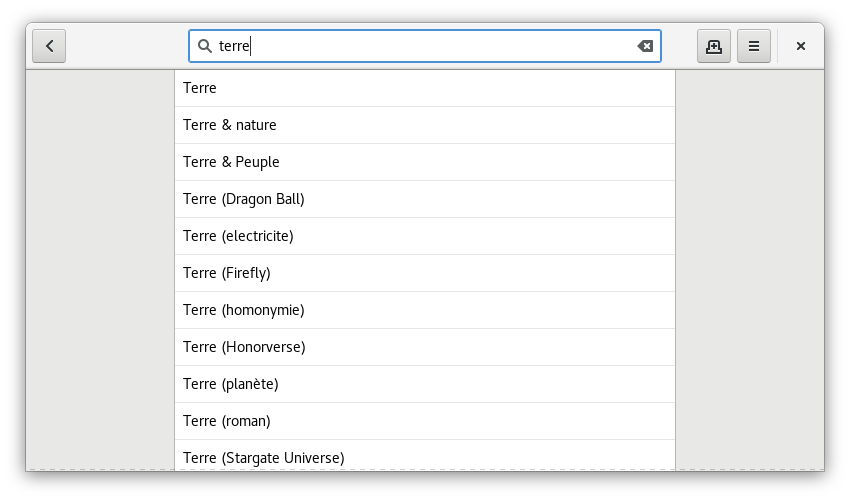 terre
Terre
Terre & nature
Terre & Peuple
Terre (Dragon Ball)
Terre (electricite)
Terre (Firefly)
Terre (homonymie)
Terre (Honorverse)
Terre (planète)
Terre (roman)
Terre (Stargate Universe)